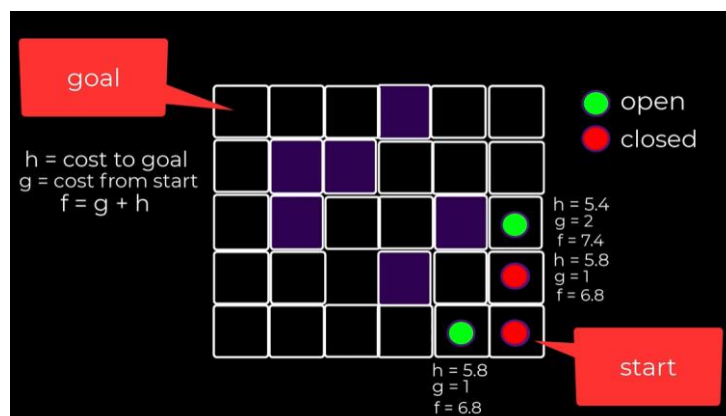 goal
h = cost to goal
g = cost from start
f = g + h
open
closed
h = 5.4
g = 2
f = 7.4
h = 5.8
g = 1
f = 6.8
h = 5.8
g = 1
f = 6.8
start